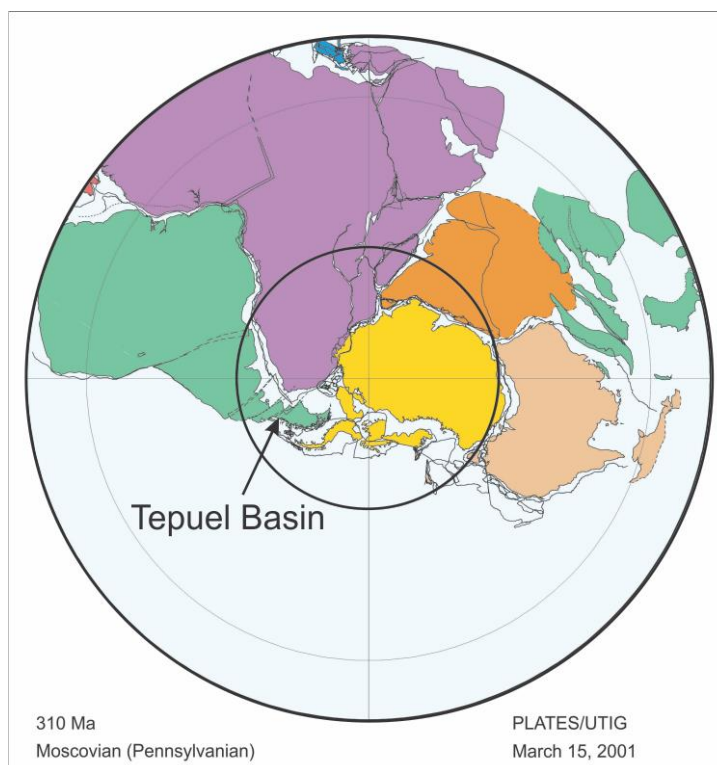 Tepuel Basin
310 Ma
Moscovian (Pennsylvanian)
PLATES/UTIG
March 15, 2001